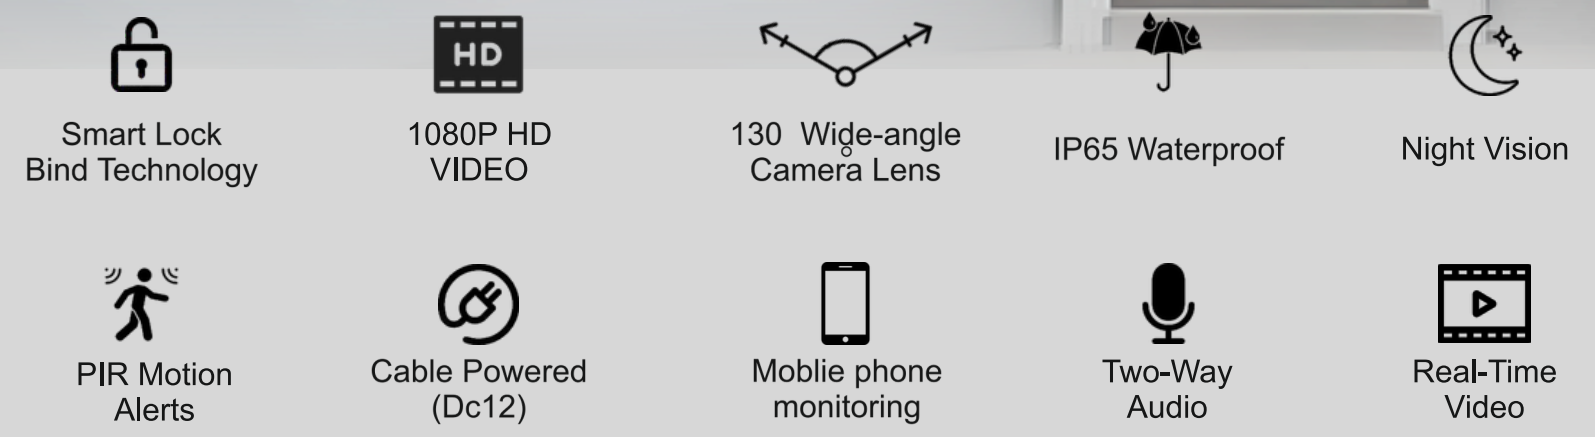 HD
Smart Lock
Bind Technology
1080P HD
VIDEO
130 Wide-angle
Camera Lens
IP65 Waterproof
Night Vision
PIR Motion
Alerts
Cable Powered
(Dc12)
Moblie phone
monitoring
Two-Way
Audio
Real-Time
Video